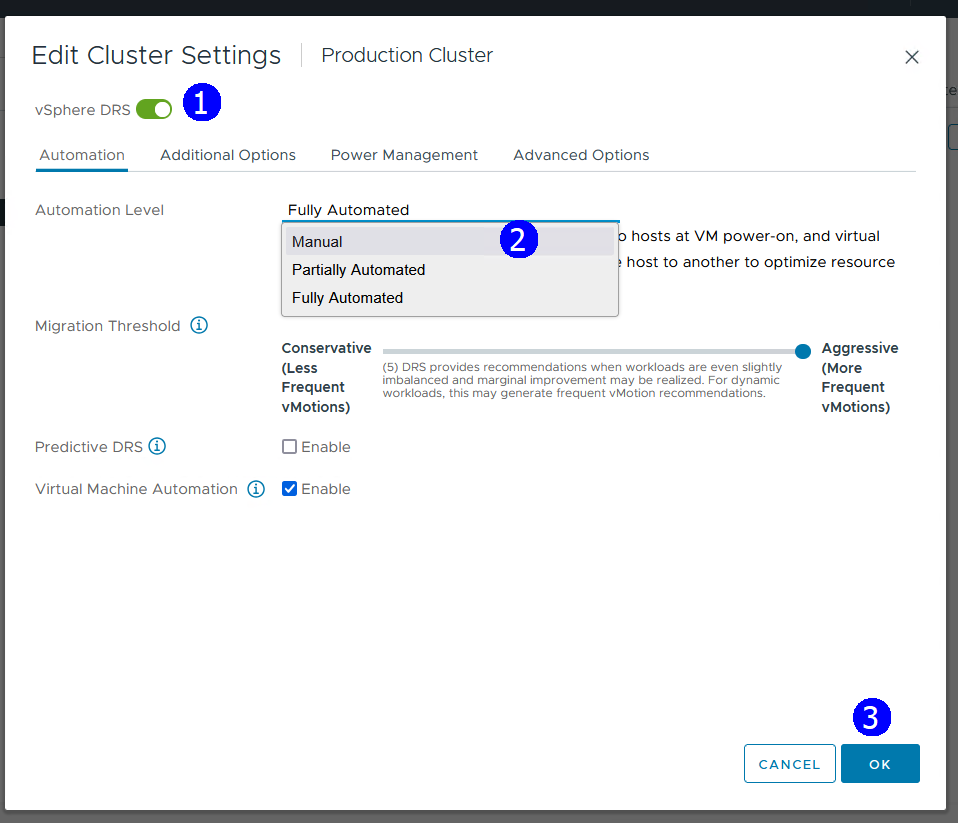 Edit Cluster Settings | Production Cluster
vSphere DRS 1
Automation Additional Options Power Management Advanced Options
Automation Level Fully Automated
Manual 2
Partially Automated
Fully Automated
o hosts at VM power-on, and virtual
host to another to optimize resource
Migration Threshold
Conservative
(Less
Frequent
vMotions)
(5) DRS provides recommendations when workloads are even slightly
imbalanced and marginal improvement may be realized. For dynamic
workloads, this may generate frequent vMotion recommendations.
Aggressive
(More
Frequent
vMotions)
Predictive DRS Enable
Virtual Machine Automation Enable
3
CANCEL OK